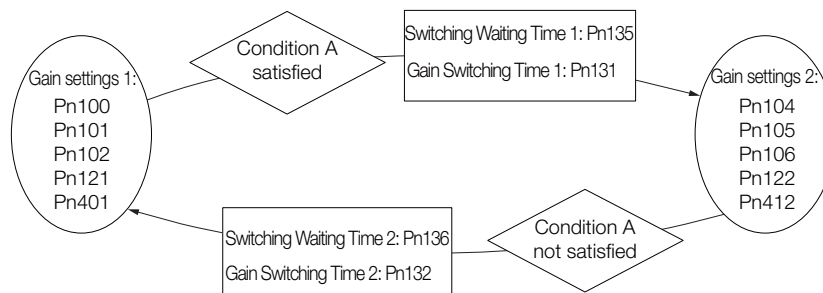 Gain settings 1:
Pn100
Pn101
Pn102
Pn121
Pn401
Condition A
satisfied
Switching Waiting Time 1: Pn135
Gain Switching Time 1: Pn131
Gain settings 2:
Pn104
Pn105
Pn106
Pn122
Pn412
Condition A
not satisfied
Switching Waiting Time 2: Pn136
Gain Switching Time 2: Pn132